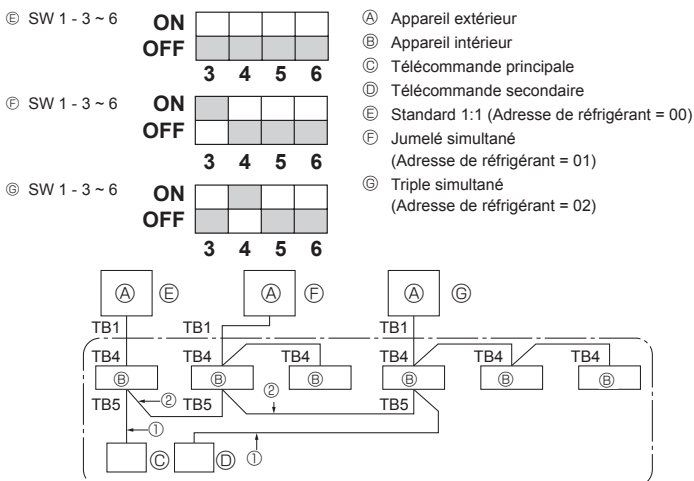 Ⓔ SW 1 - 3 ~ 6
ON
OFF
3 4 5 6
Ⓕ SW 1 - 3 ~ 6
ON
OFF
3 4 5 6
Ⓖ SW 1 - 3 ~ 6
ON
OFF
3 4 5 6
Ⓐ Appareil extérieur
Ⓑ Appareil intérieur
Ⓒ Télécommande principale
Ⓓ Télécommande secondaire
Ⓔ Standard 1:1 (Adresse de réfrigérant = 00)
Ⓕ Jumelé simultané
(Adresse de réfrigérant = 01)
Ⓖ Triple simultané
(Adresse de réfrigérant = 02)
Ⓐ Ⓔ Ⓐ Ⓕ Ⓐ Ⓖ
TB1 TB1 TB1
TB4 TB4 TB4 TB4 TB4 TB4
Ⓑ Ⓑ Ⓑ Ⓑ Ⓑ Ⓑ
TB5 ② TB5 ② TB5
①
Ⓒ Ⓓ ①